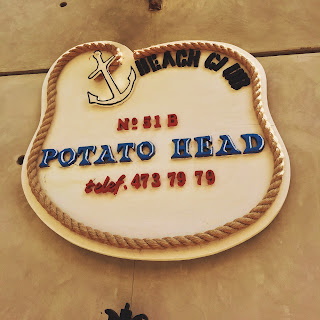 BEACH CLUB
Nº 51 B
POTATO HEAD
telef. 473 79 79